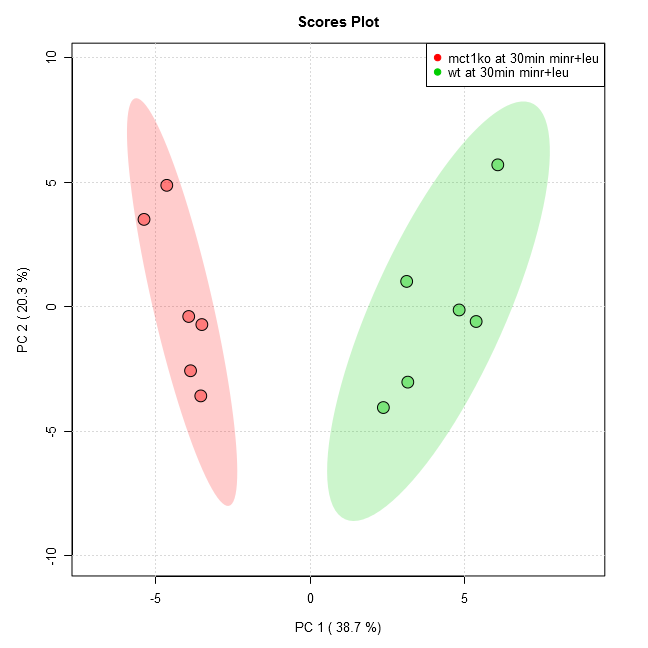 Scores Plot
mct1ko at 30min minr+leu
wt at 30min minr+leu
10
5
0
-5
-10
PC 2 ( 20.3 %)
-5 0 5
PC 1 ( 38.7 %)